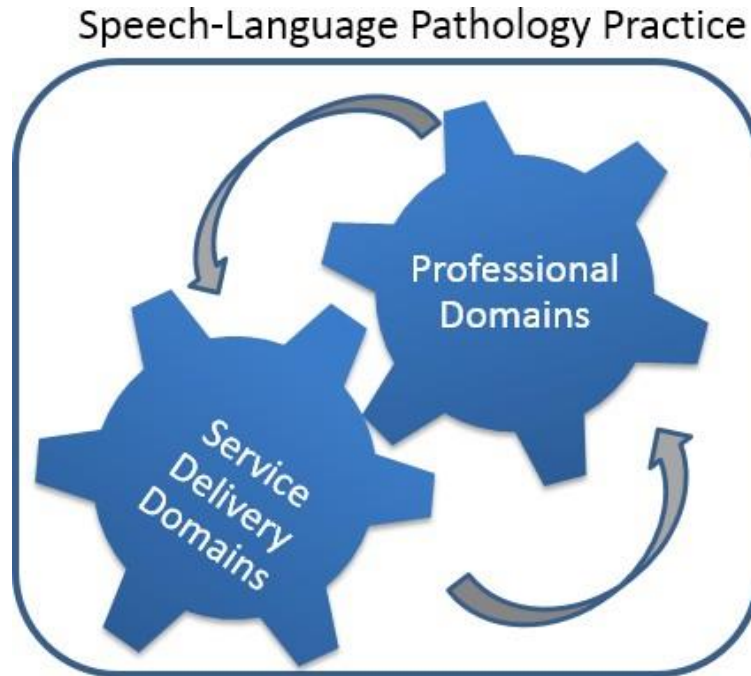 Speech-Language Pathology Practice
Professional
Domains
Service
Delivery
Domains